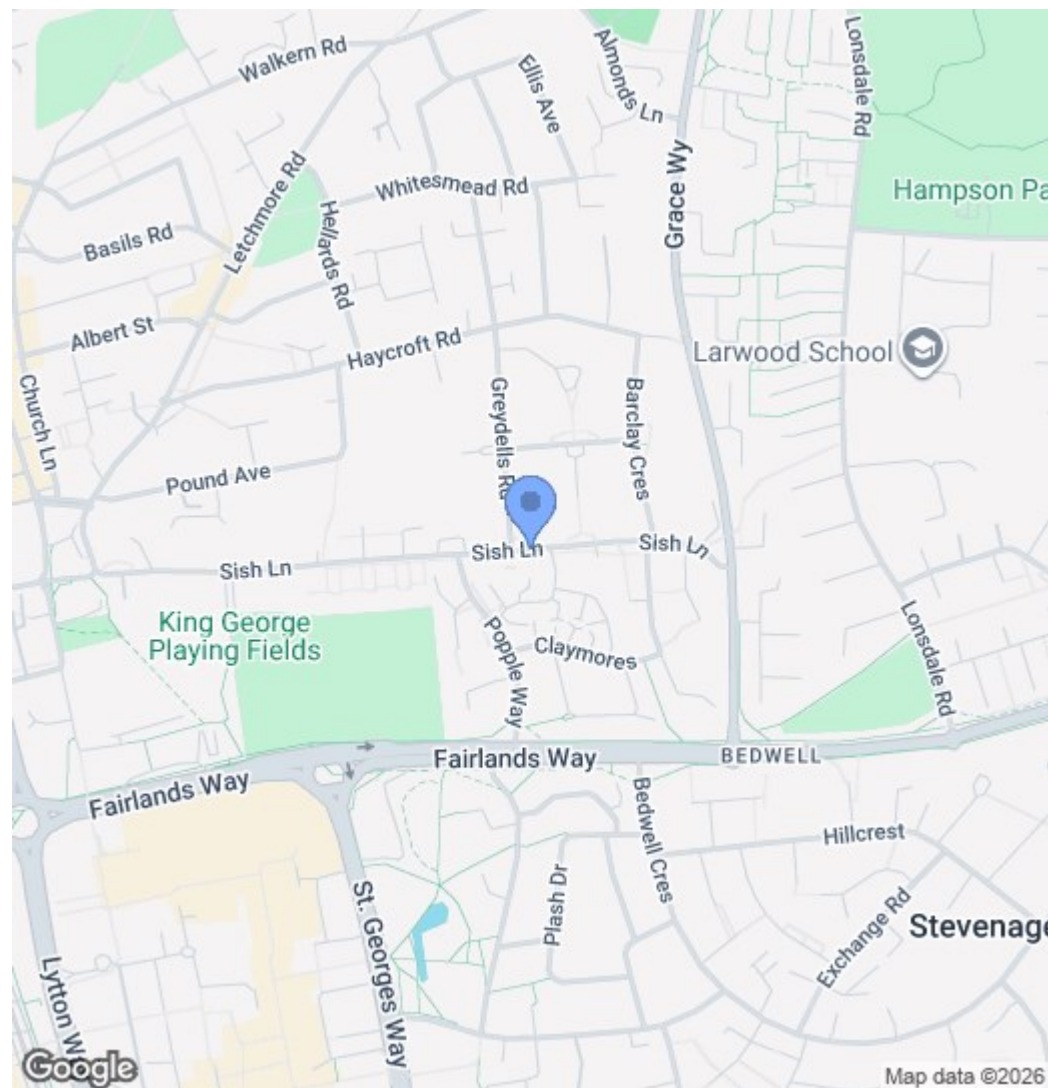 Walkern Rd
Ellis Ave
Almonds Ln
Lonsdale Rd
Grace Wy
Letchmore Rd
Whitesmead Rd
Hampson Pa
Basils Rd
Hellards Rd
Albert St
Haycroft Rd
Larwood School
Church Ln
Greydells Rd
Barclay Cres
Pound Ave
Sish Ln
Sish Ln
Sish Ln
King George
Playing Fields
Popple Way
Claymores
Lonsdale Rd
Fairlands Way
BEDWELL
Fairlands Way
Bedwell Cres
Hillcrest
Plash Dr
St. Georges Way
Exchange Rd
Stevenage
Lytton W
Google
Map data ©2026